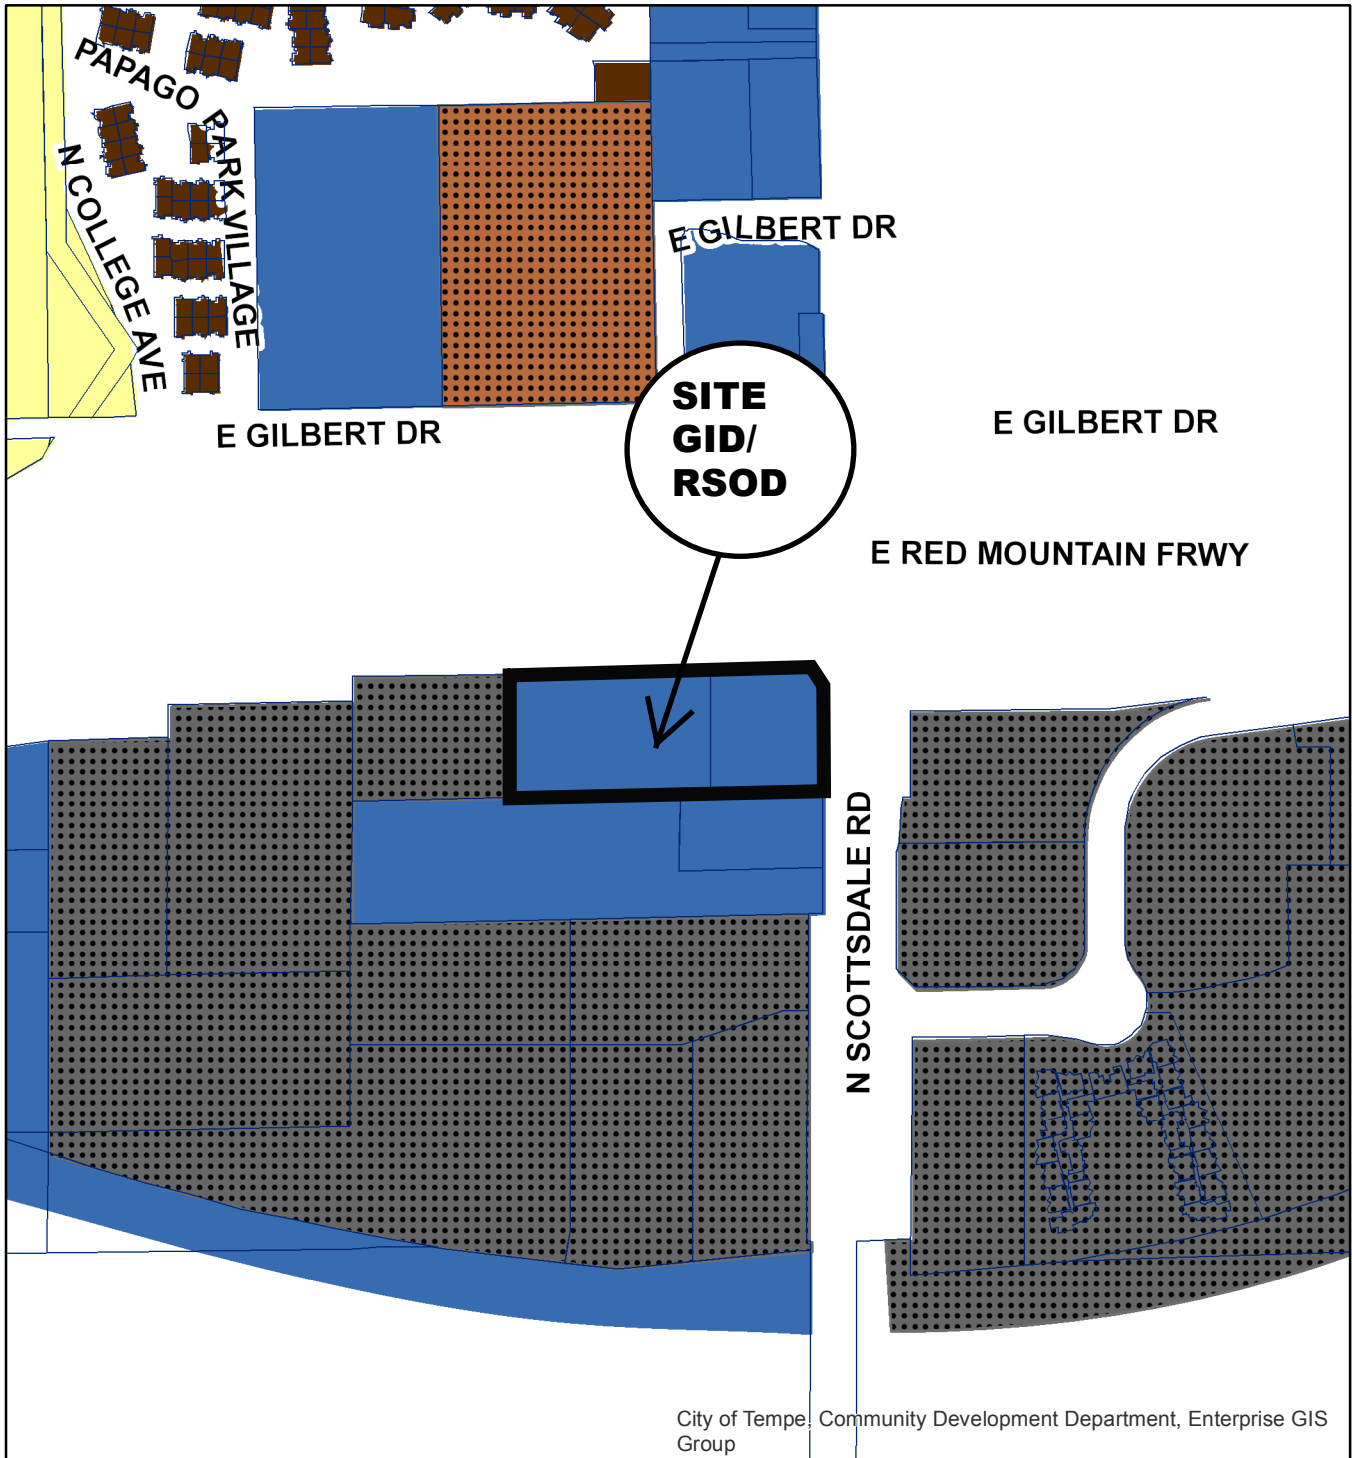 PAPAGO PARK VILLAGE
N COLLEGE AVE
E GILBERT DR
E GILBERT DR
SITE
GID/
RSOD
E GILBERT DR
E RED MOUNTAIN FRWY
N SCOTTSDALE RD
City of Tempe, Community Development Department, Enterprise GIS
Group